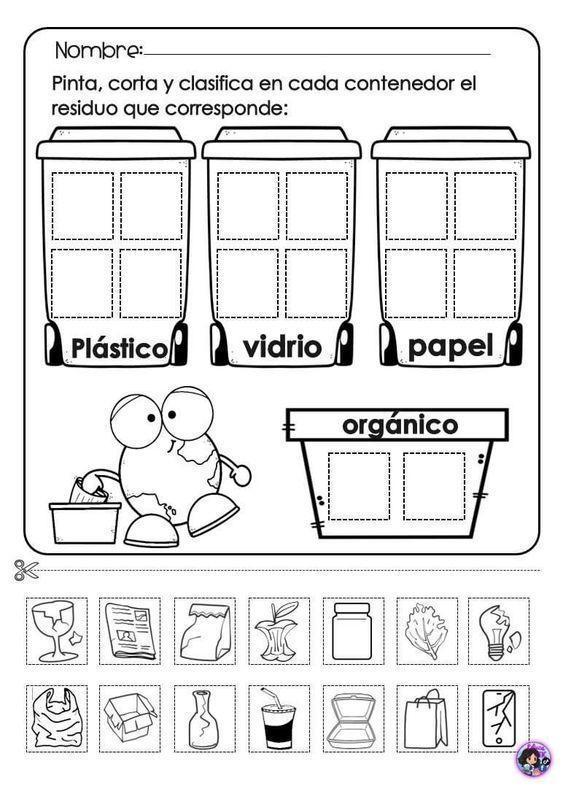 Nombre:
Pinta, corta y clasifica en cada contenedor el
residuo que corresponde:
Plástico
vidrio
papel
orgánico